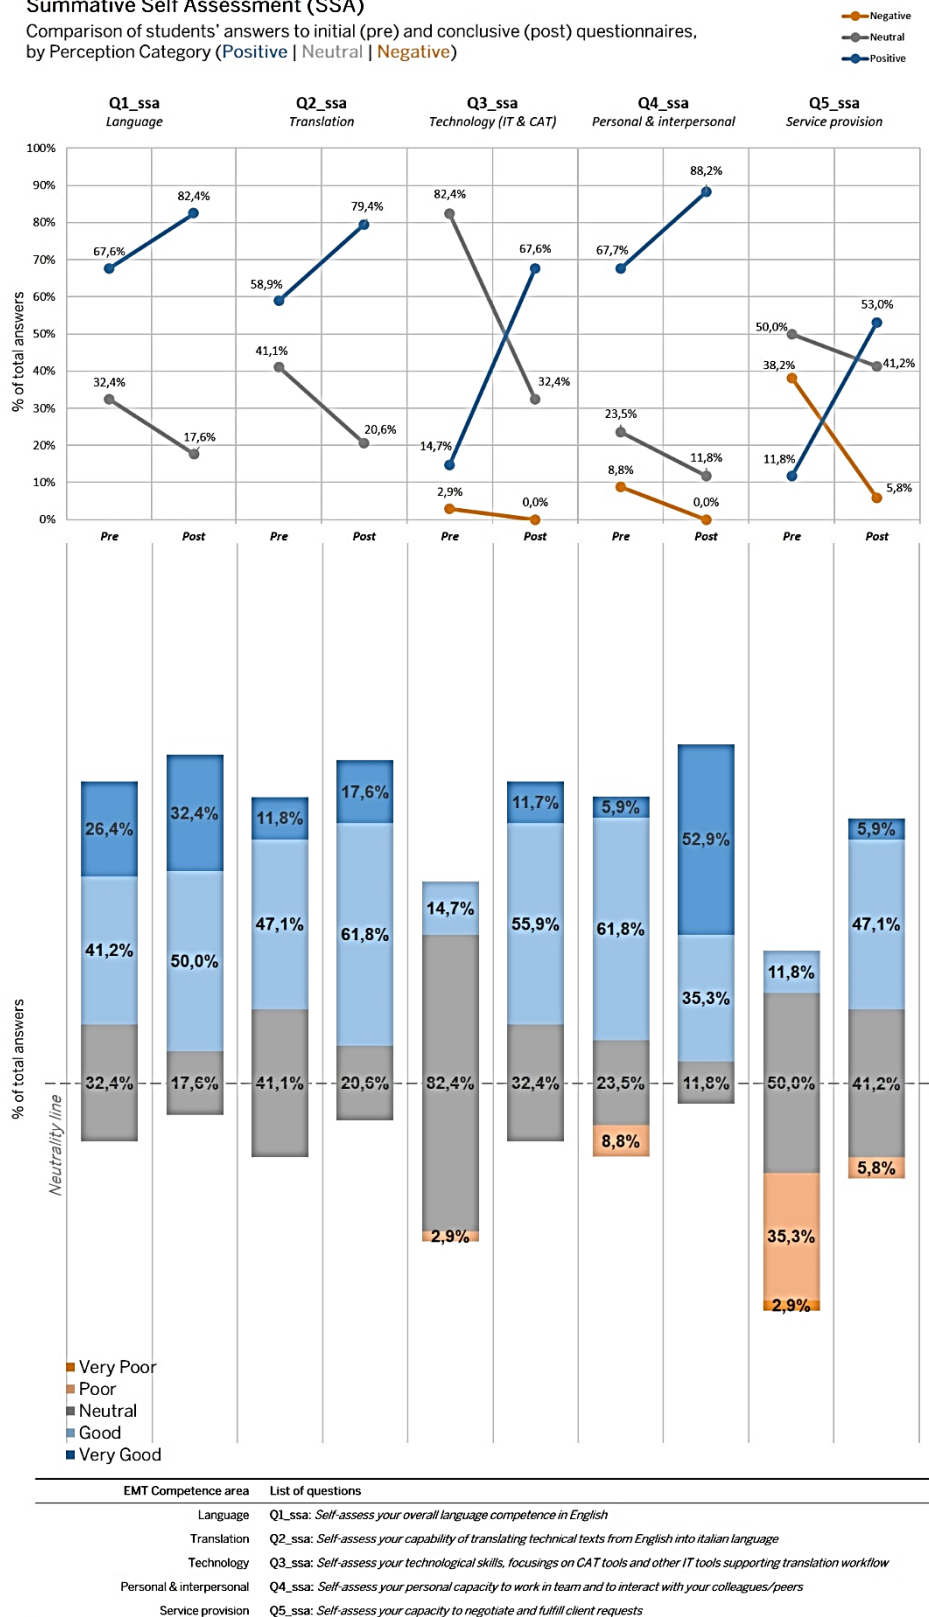 Summative Self Assessment (SSA)
Comparison of students' answers to initial (pre) and conclusive (post) questionnaires,
by Perception Category (Positive | Neutral | Negative)
Negative
Neutral
Positive
Q1_ssa Q2_ssa Q3_ssa Q4_ssa Q5_ssa
Language Translation Technology (IT & CAT) Personal & interpersonal Service provision
% of total answers
100%
90%
80%
70%
60%
50%
40%
30%
20%
10%
0%
67,6% 82,4%
32,4% 17,6%
58,9% 79,4%
41,1% 20,6%
82,4% 32,4%
14,7% 67,6%
2,9% 0,0%
67,7% 88,2%
23,5% 11,8%
8,8% 0,0%
50,0% 41,2%
38,2% 5,8%
11,8% 53,0%
Pre Post Pre Post Pre Post Pre Post Pre Post
% of total answers
Neutrality line
26,4%
41,2%
32,4%
32,4%
50,0%
17,6%
11,8%
47,1%
41,1%
17,6%
61,8%
20,6%
14,7%
82,4%
2,9%
11,7%
55,9%
32,4%
5,9%
61,8%
23,5%
8,8%
52,9%
35,3%
11,8%
11,8%
50,0%
35,3%
2,9%
5,9%
47,1%
41,2%
5,8%
Very Poor
Poor
Neutral
Good
Very Good
EMT Competence area List of questions
Language Q1_ssa: Self-assess your overall language competence in English
Translation Q2_ssa: Self-assess your capability of translating technical texts from English into italian language
Technology Q3_ssa: Self-assess your technological skills, focusings on CAT tools and other IT tools supporting translation workflow
Personal & interpersonal Q4_ssa: Self-assess your personal capacity to work in team and to interact with your colleagues/peers
Service provision Q5_ssa: Self-assess your capacity to negotiate and fulfill client requests